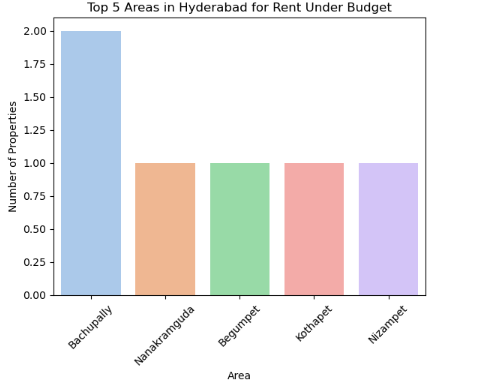 Top 5 Areas in Hyderabad for Rent Under Budget
2.00
1.75
1.50
1.25
1.00
0.75
0.50
0.25
0.00
Number of Properties
Bachupally
Nanakramguda
Begumpet
Kothapet
Nizampet
Area